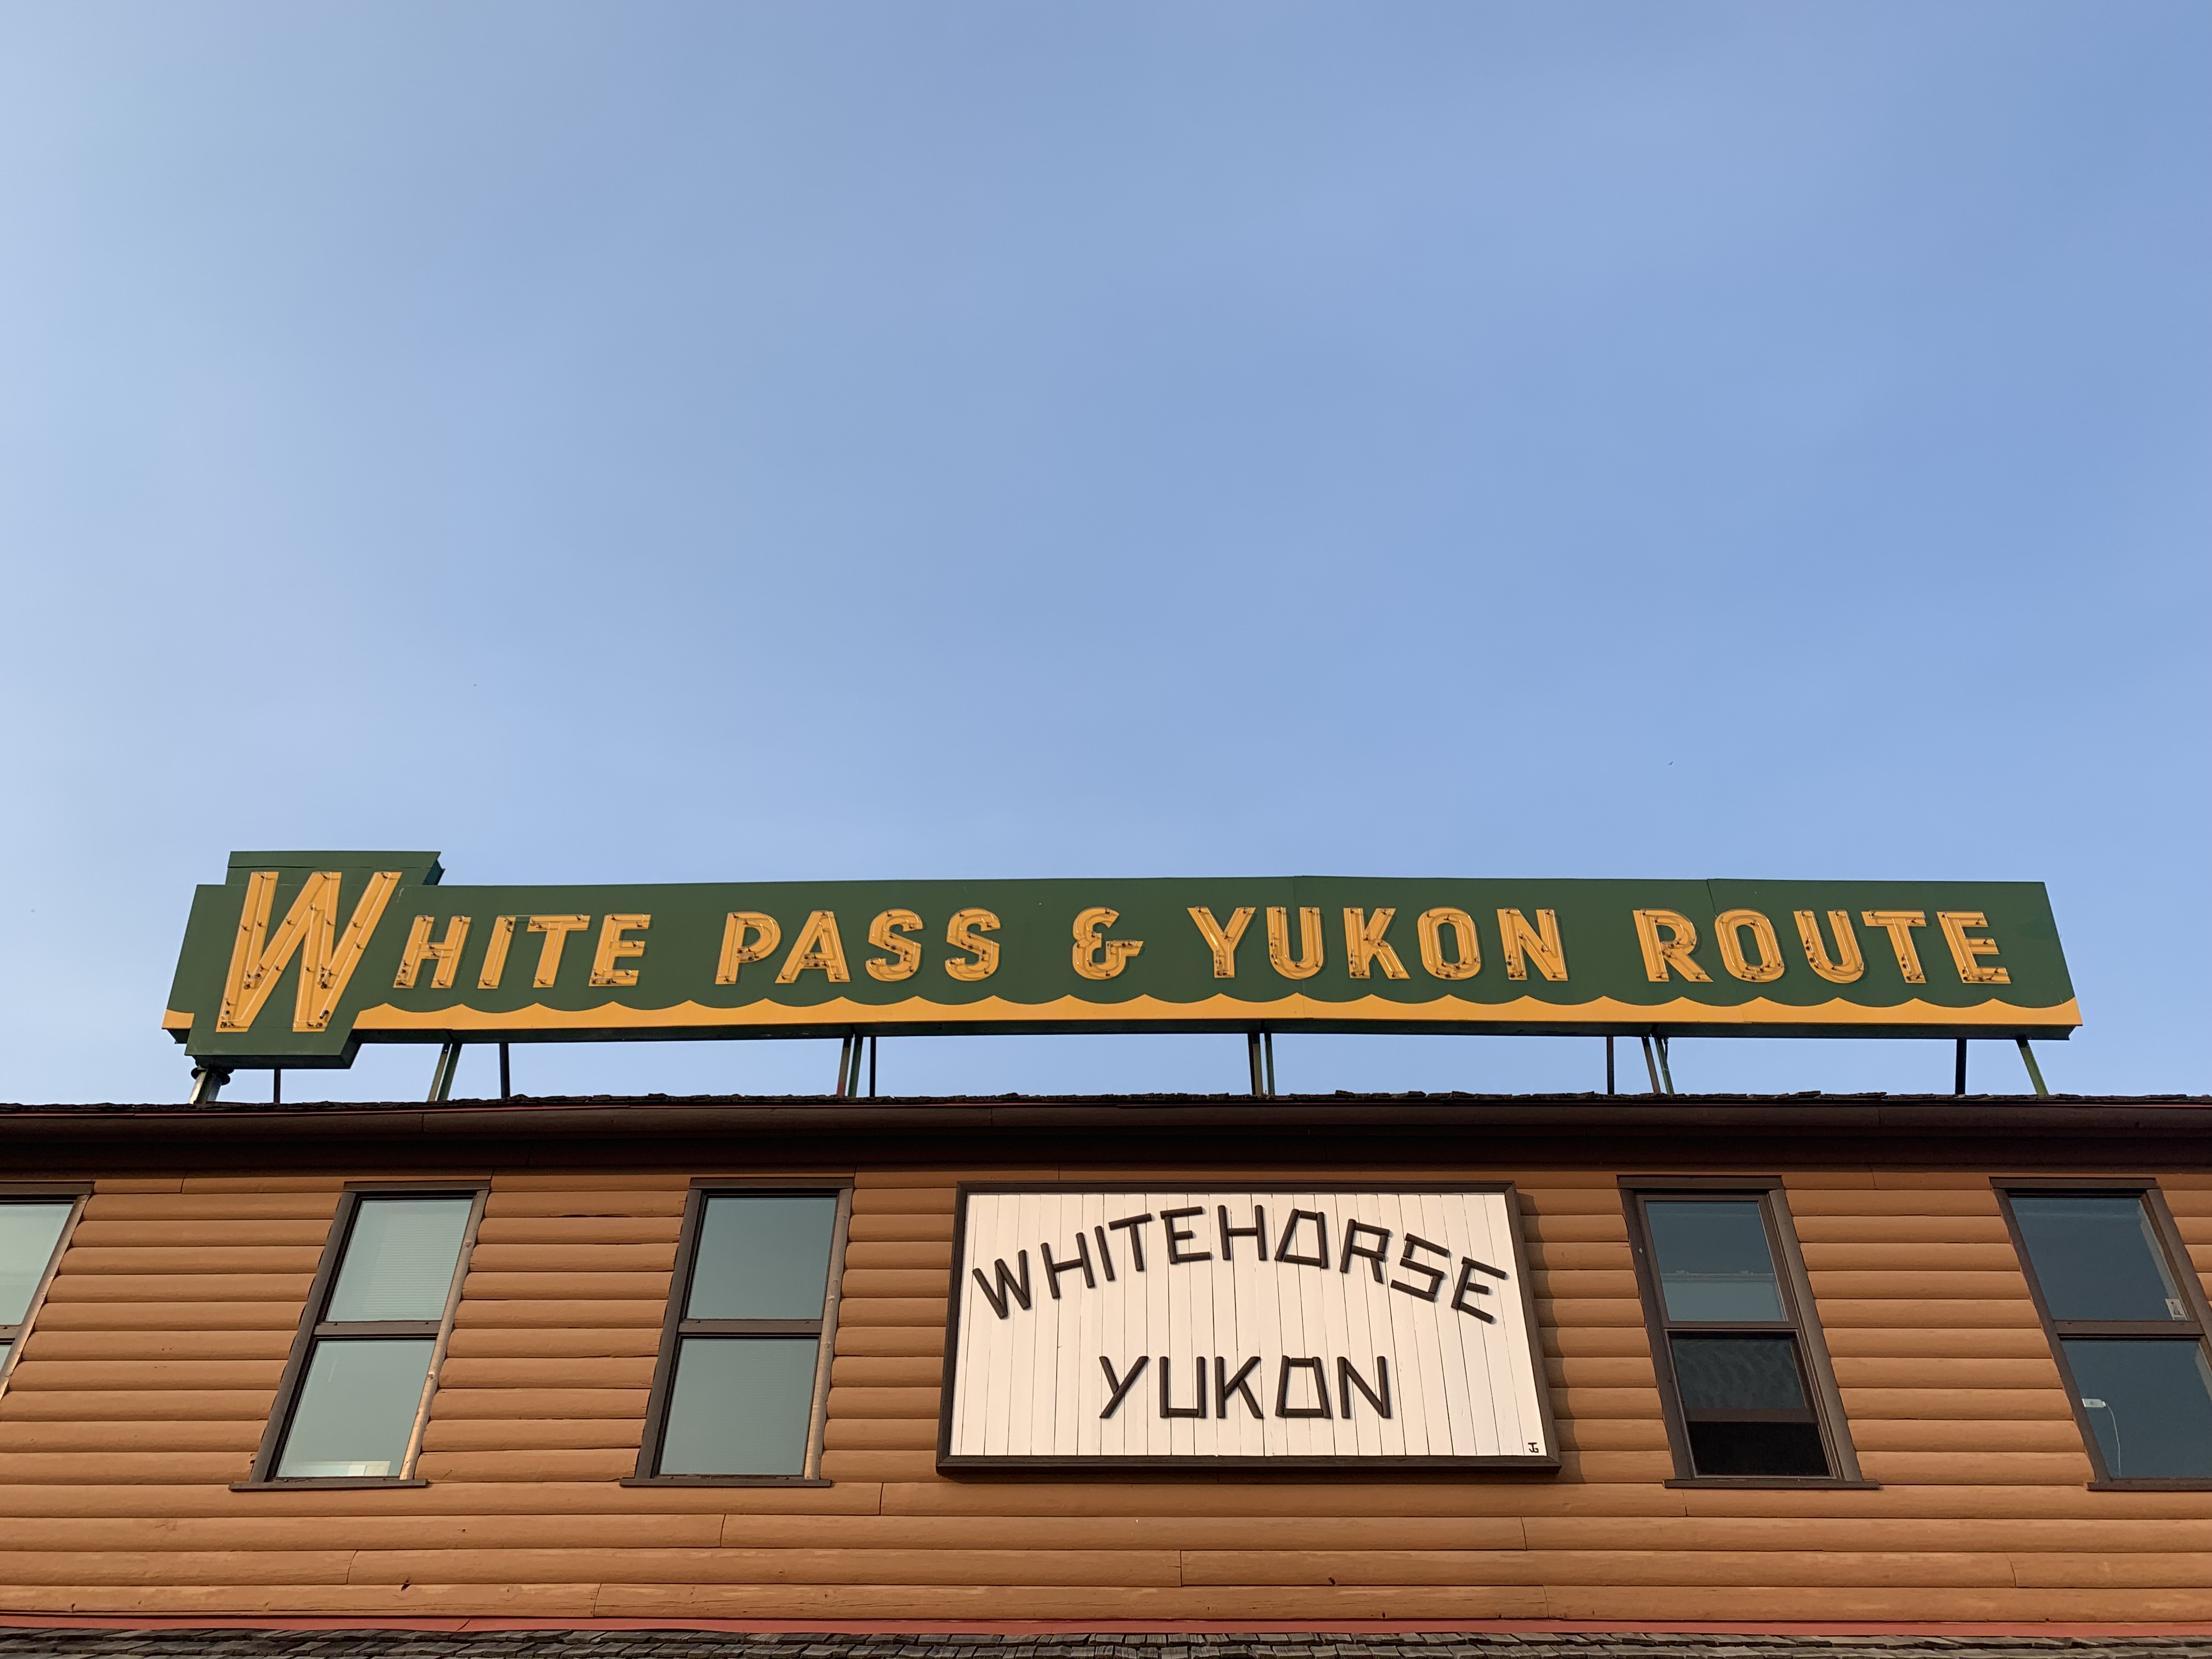 WHITE PASS & YUKON ROUTE
WHITEHORSE
YUKON